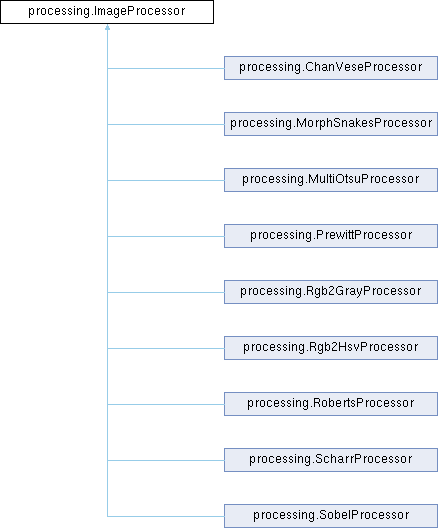 processing.ImageProcessor
processing.ChanVeseProcessor
processing.MorphSnakesProcessor
processing.MultiOtsuProcessor
processing.PrewittProcessor
processing.Rgb2GrayProcessor
processing.Rgb2HsvProcessor
processing.RobertsProcessor
processing.ScharrProcessor
processing.SobelProcessor